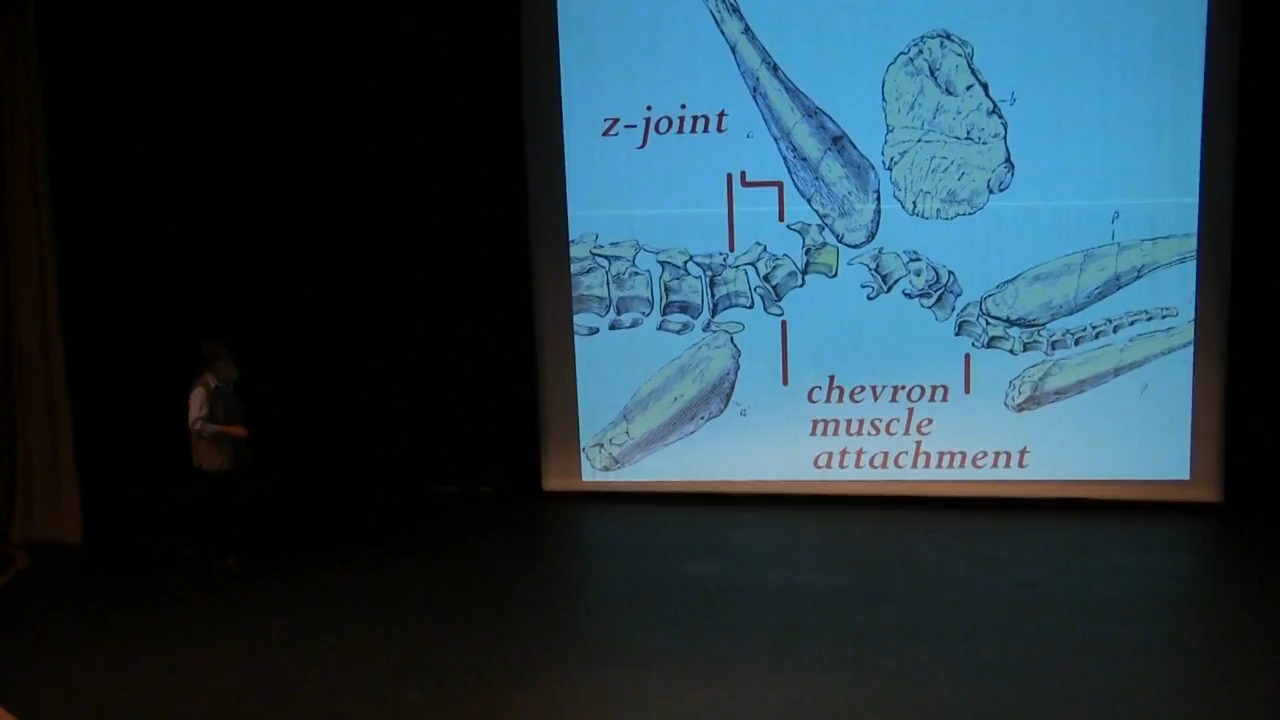 z-joint
b
p
a
chevron
muscle
attachment